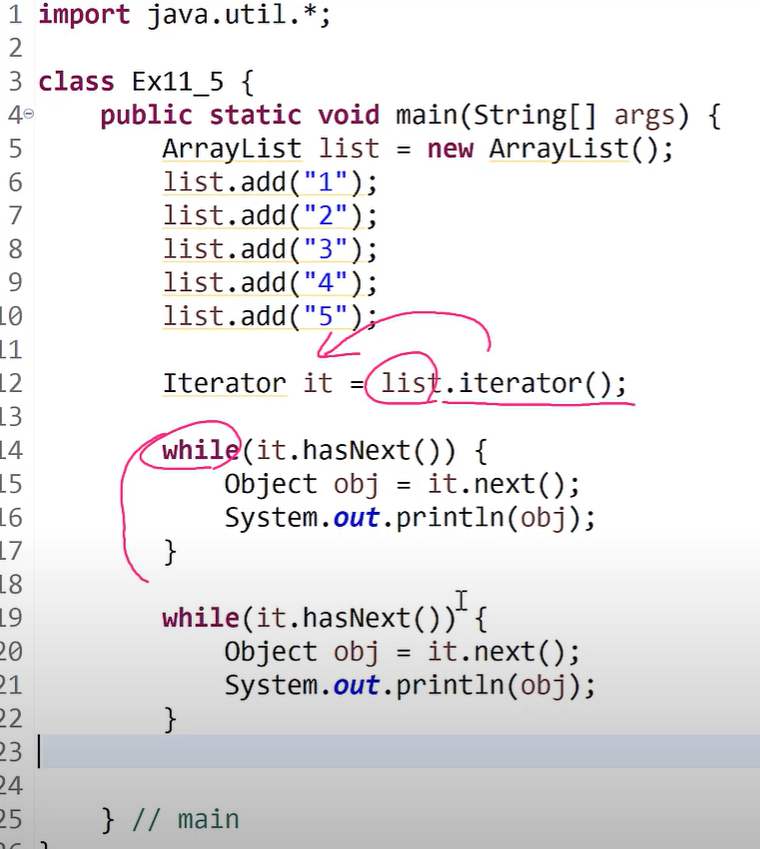 1 import java.util.*;
2
3 class Ex11_5 {
4 public static void main(String[] args) {
5 ArrayList list = new ArrayList();
6 list.add("1");
7 list.add("2");
8 list.add("3");
9 list.add("4");
10 list.add("5");
11
12 Iterator it = list.iterator();
13
14 while(it.hasNext()) {
15 Object obj = it.next();
16 System.out.println(obj);
17 }
18
19 while(it.hasNext()) {
20 Object obj = it.next();
21 System.out.println(obj);
22 }
23
24
25 } // main